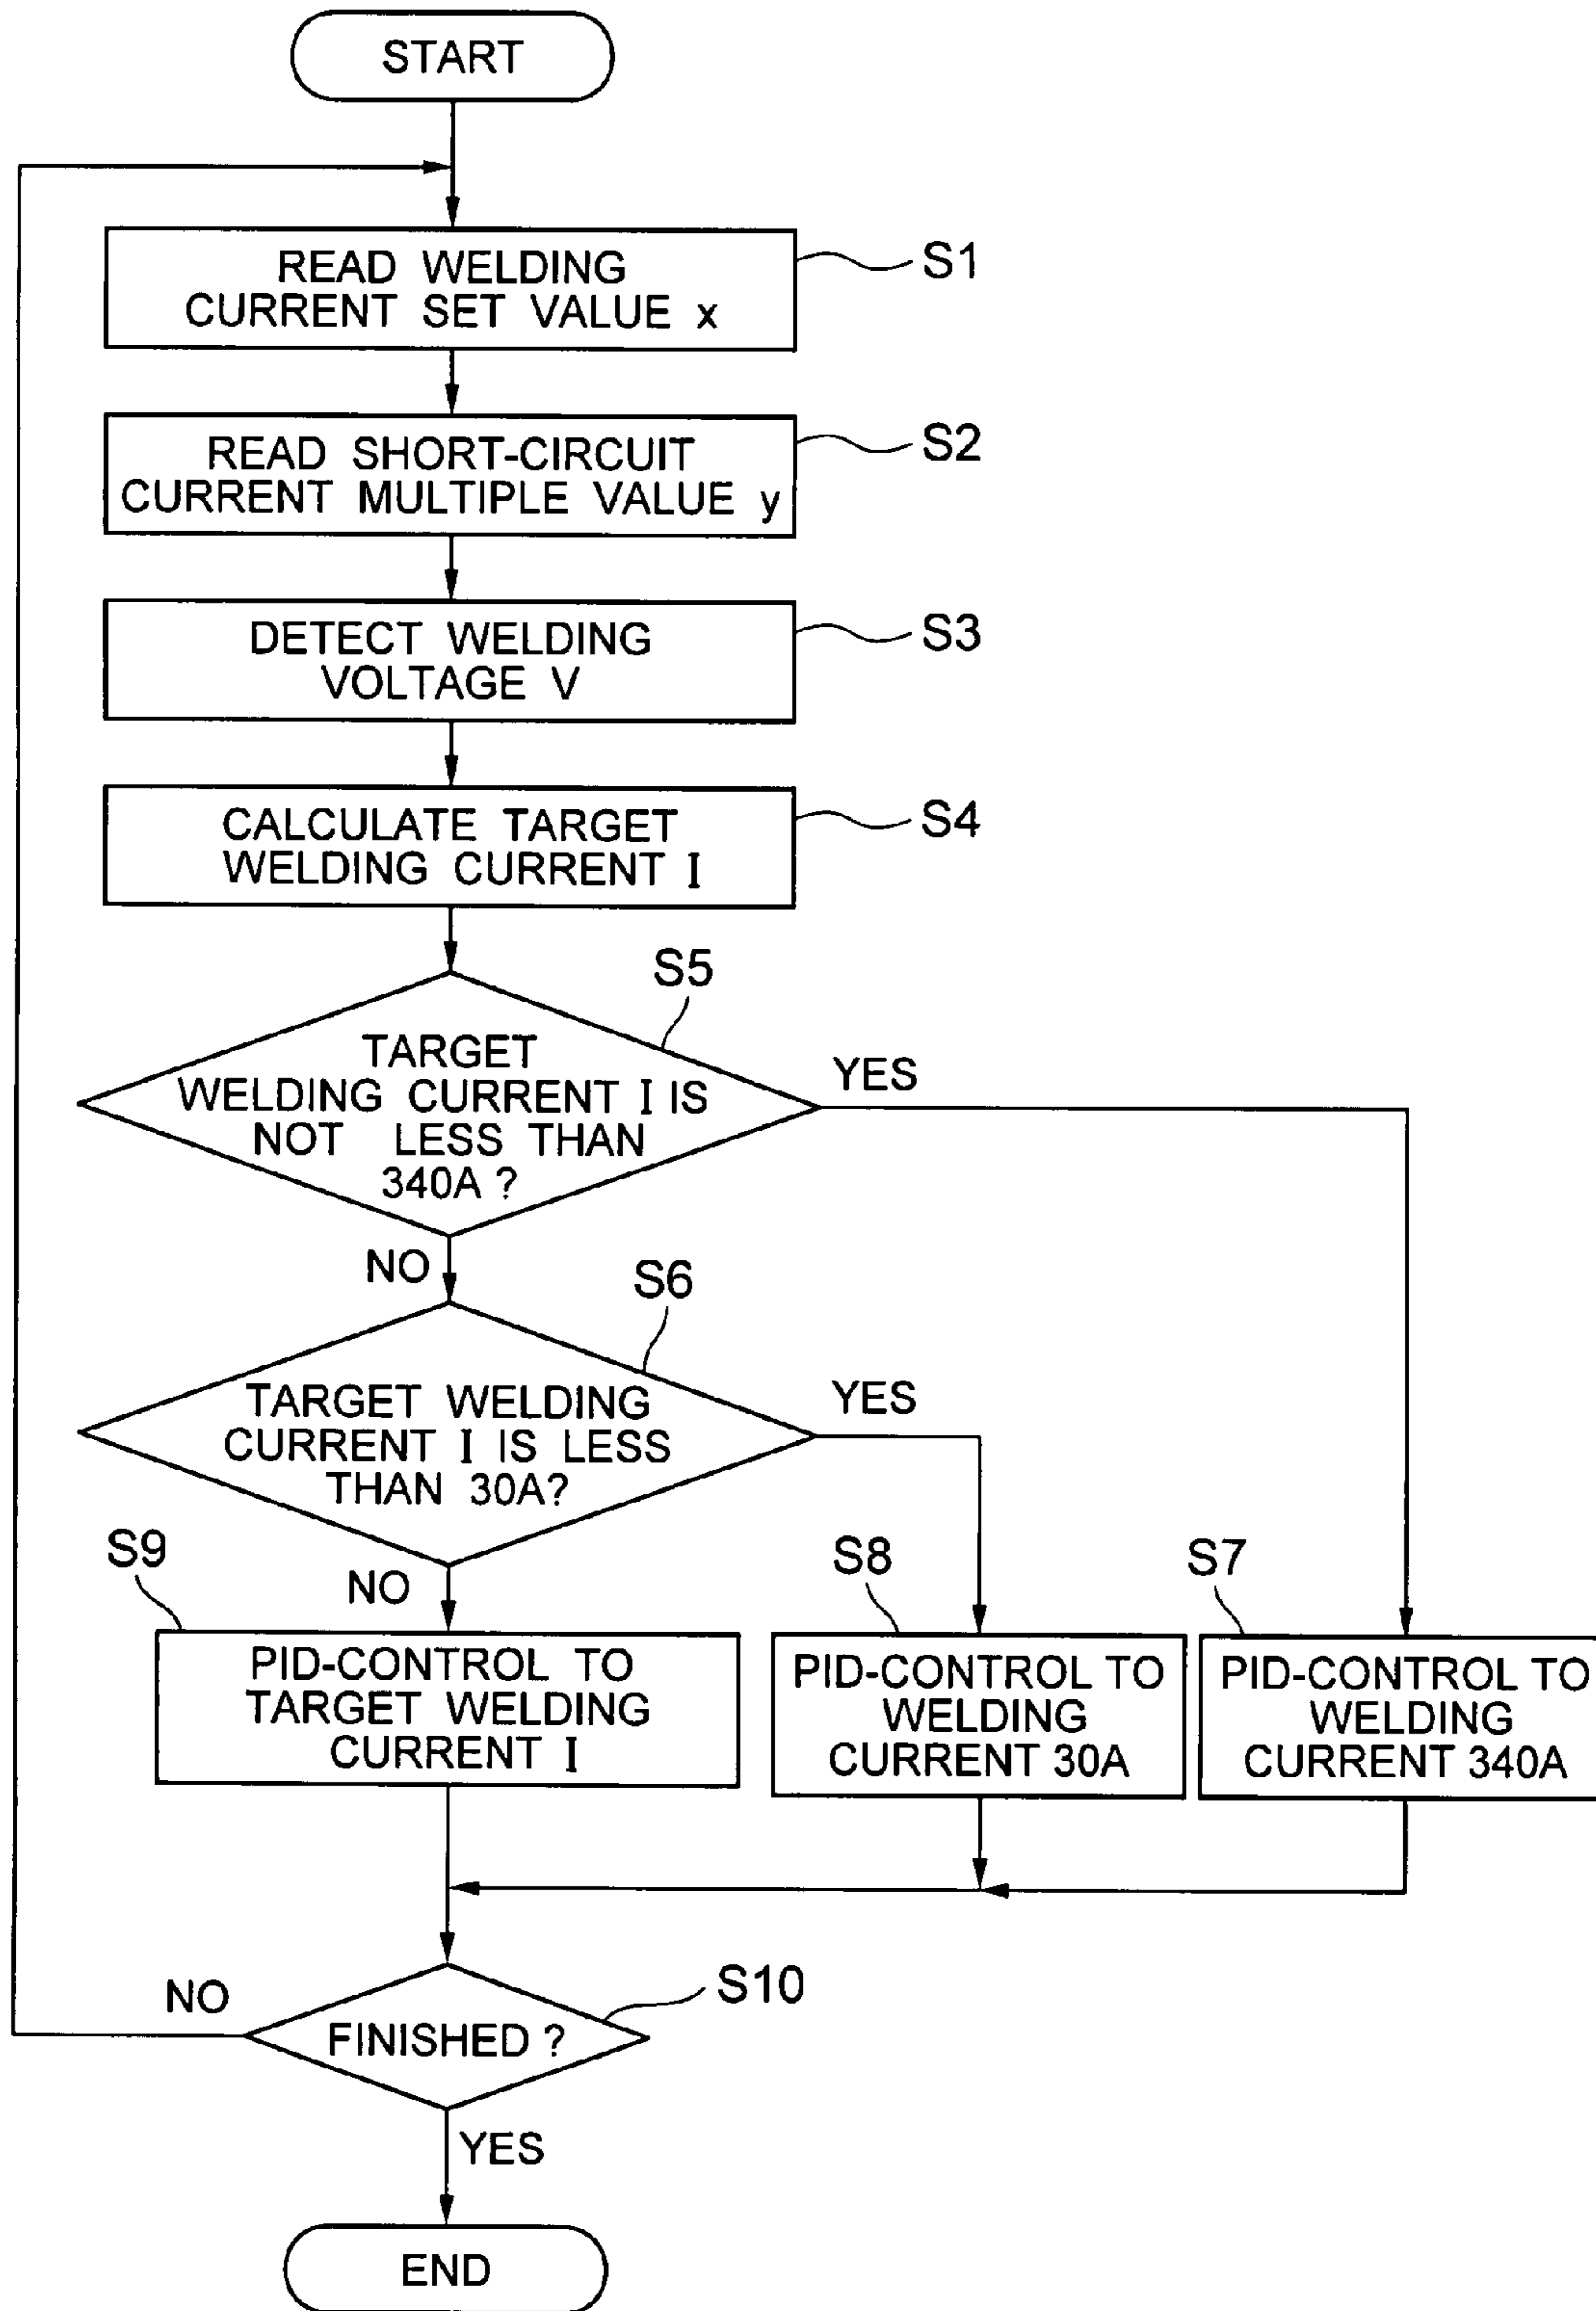 START
READ WELDING
CURRENT SET VALUE x
S1
READ SHORT-CIRCUIT
CURRENT MULTIPLE VALUE y
S2
DETECT WELDING
VOLTAGE V
S3
CALCULATE TARGET
WELDING CURRENT I
S4
S5
TARGET
WELDING CURRENT I IS
NOT LESS THAN
340A ?
YES
NO
S6
TARGET WELDING
CURRENT I IS LESS
THAN 30A?
YES
NO
S9
PID-CONTROL TO
TARGET WELDING
CURRENT I
S8
PID-CONTROL TO
WELDING
CURRENT 30A
S7
PID-CONTROL TO
WELDING
CURRENT 340A
S10
FINISHED ?
NO
YES
END